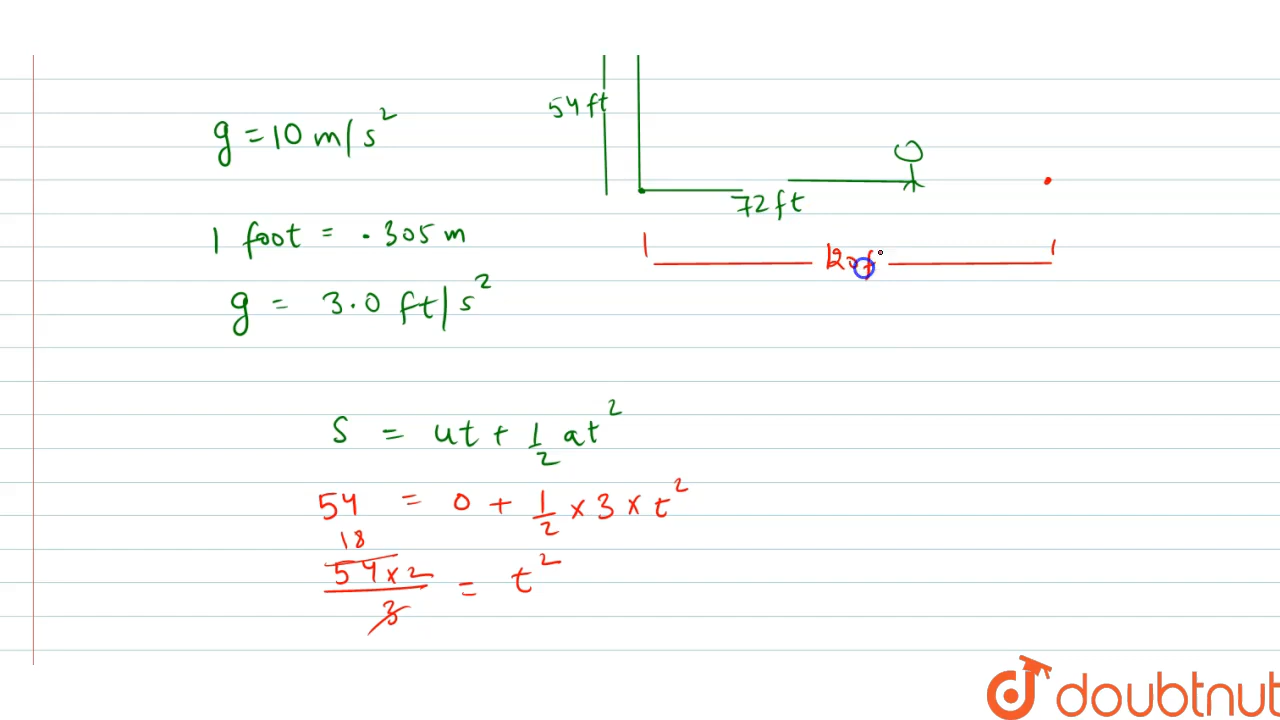 54 ft
g = 10 m/s²
72 ft
1 foot = .305 m
120 f
g = 3.0 ft/s²
S = ut + 1/2 at²
54 = 0 + 1/2 × 3 × t²
18
54 × 2 / 3 = t²
doubtnut